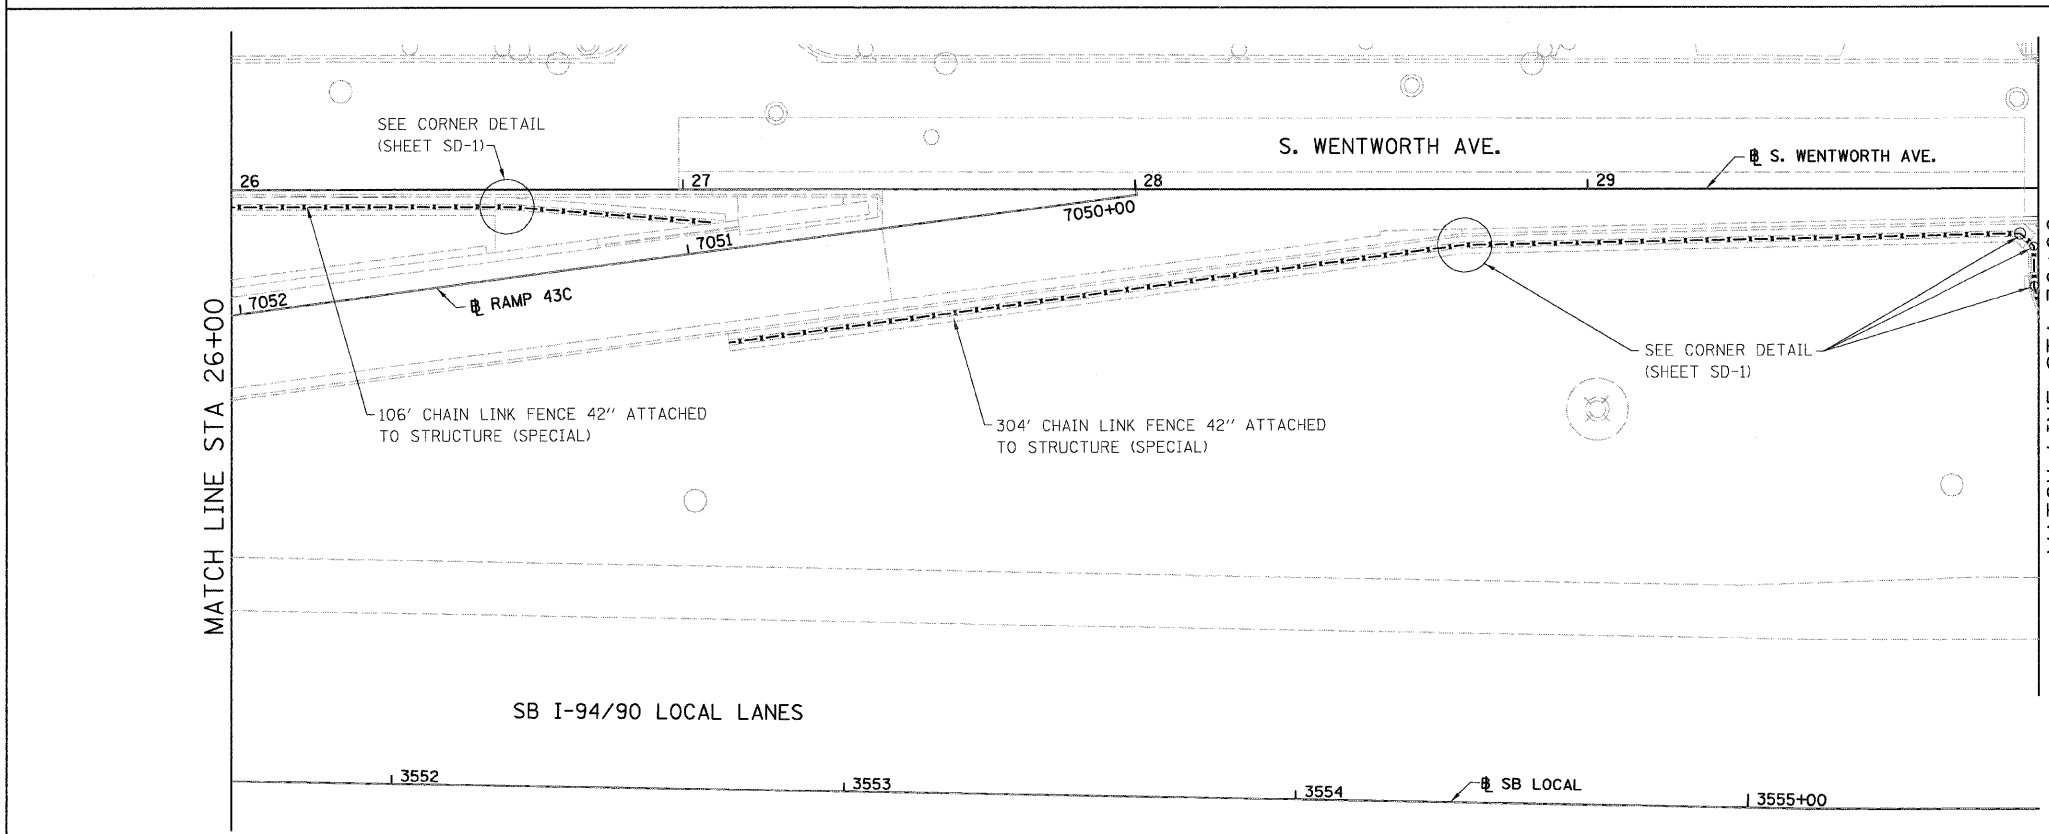 SEE CORNER DETAIL
(SHEET SD-1)
S. WENTWORTH AVE.
℄ S. WENTWORTH AVE.
26
27
28
29
7050+00
7051
7052
℄ RAMP 43C
MATCH LINE STA 26+00
SEE CORNER DETAIL
(SHEET SD-1)
106' CHAIN LINK FENCE 42" ATTACHED
TO STRUCTURE (SPECIAL)
304' CHAIN LINK FENCE 42" ATTACHED
TO STRUCTURE (SPECIAL)
SB I-94/90 LOCAL LANES
3552
3553
3554
℄ SB LOCAL
3555+00